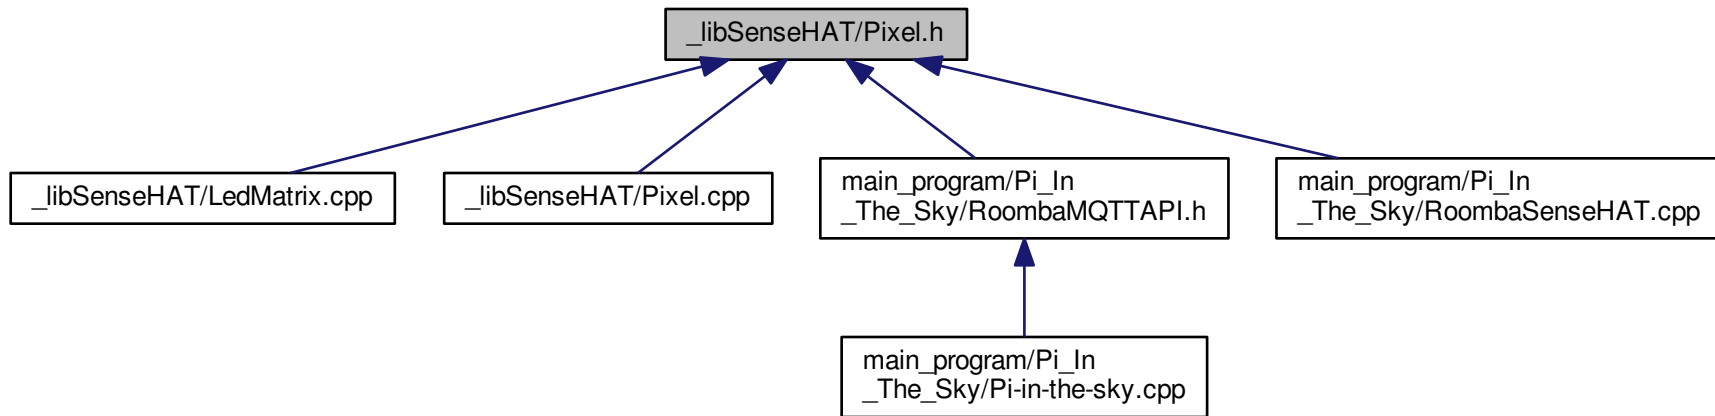 _libSenseHAT/Pixel.h
_libSenseHAT/LedMatrix.cpp
_libSenseHAT/Pixel.cpp
main_program/Pi_In
_The_Sky/RoombaMQTTAPI.h
main_program/Pi_In
_The_Sky/RoombaSenseHAT.cpp
main_program/Pi_In
_The_Sky/Pi-in-the-sky.cpp